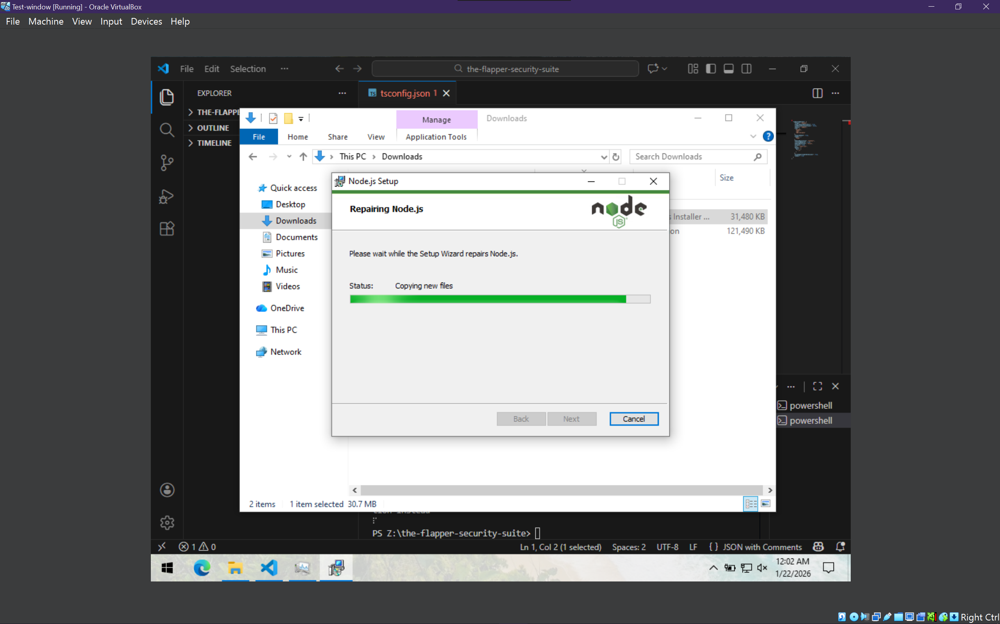 Test-window [Running] - Oracle VirtualBox
File Machine View Input Devices Help
File Edit Selection ···
the-flapper-security-suite
EXPLORER ···
tsconfig.json 1
THE-FLAPPE
OUTLINE
TIMELINE
Manage Downloads
File Home Share View Application Tools
This PC > Downloads
Search Downloads
Size
Quick access
Desktop
Downloads
Documents
Pictures
Music
Videos
OneDrive
This PC
Network
Installer ... 31,480 KB
on 121,490 KB
Node.js Setup
Repairing Node.js
node
JS
Please wait while the Setup Wizard repairs Node.js.
Status: Copying new files
Back Next Cancel
2 items 1 item selected 30.7 MB
powershell
powershell
PS Z:\the-flapper-security-suite>
1 0
Ln 1, Col 2 (1 selected) Spaces: 2 UTF-8 LF { } JSON with Comments
12:02 AM
1/22/2026
Right Ctrl